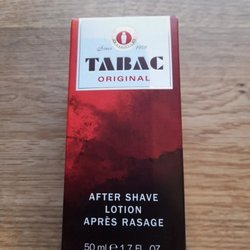 Since 1959
TABAC
ORIGINAL
AFTER SHAVE
LOTION
APRÈS RASAGE
50 ml ℮ 1.7 FL. OZ.